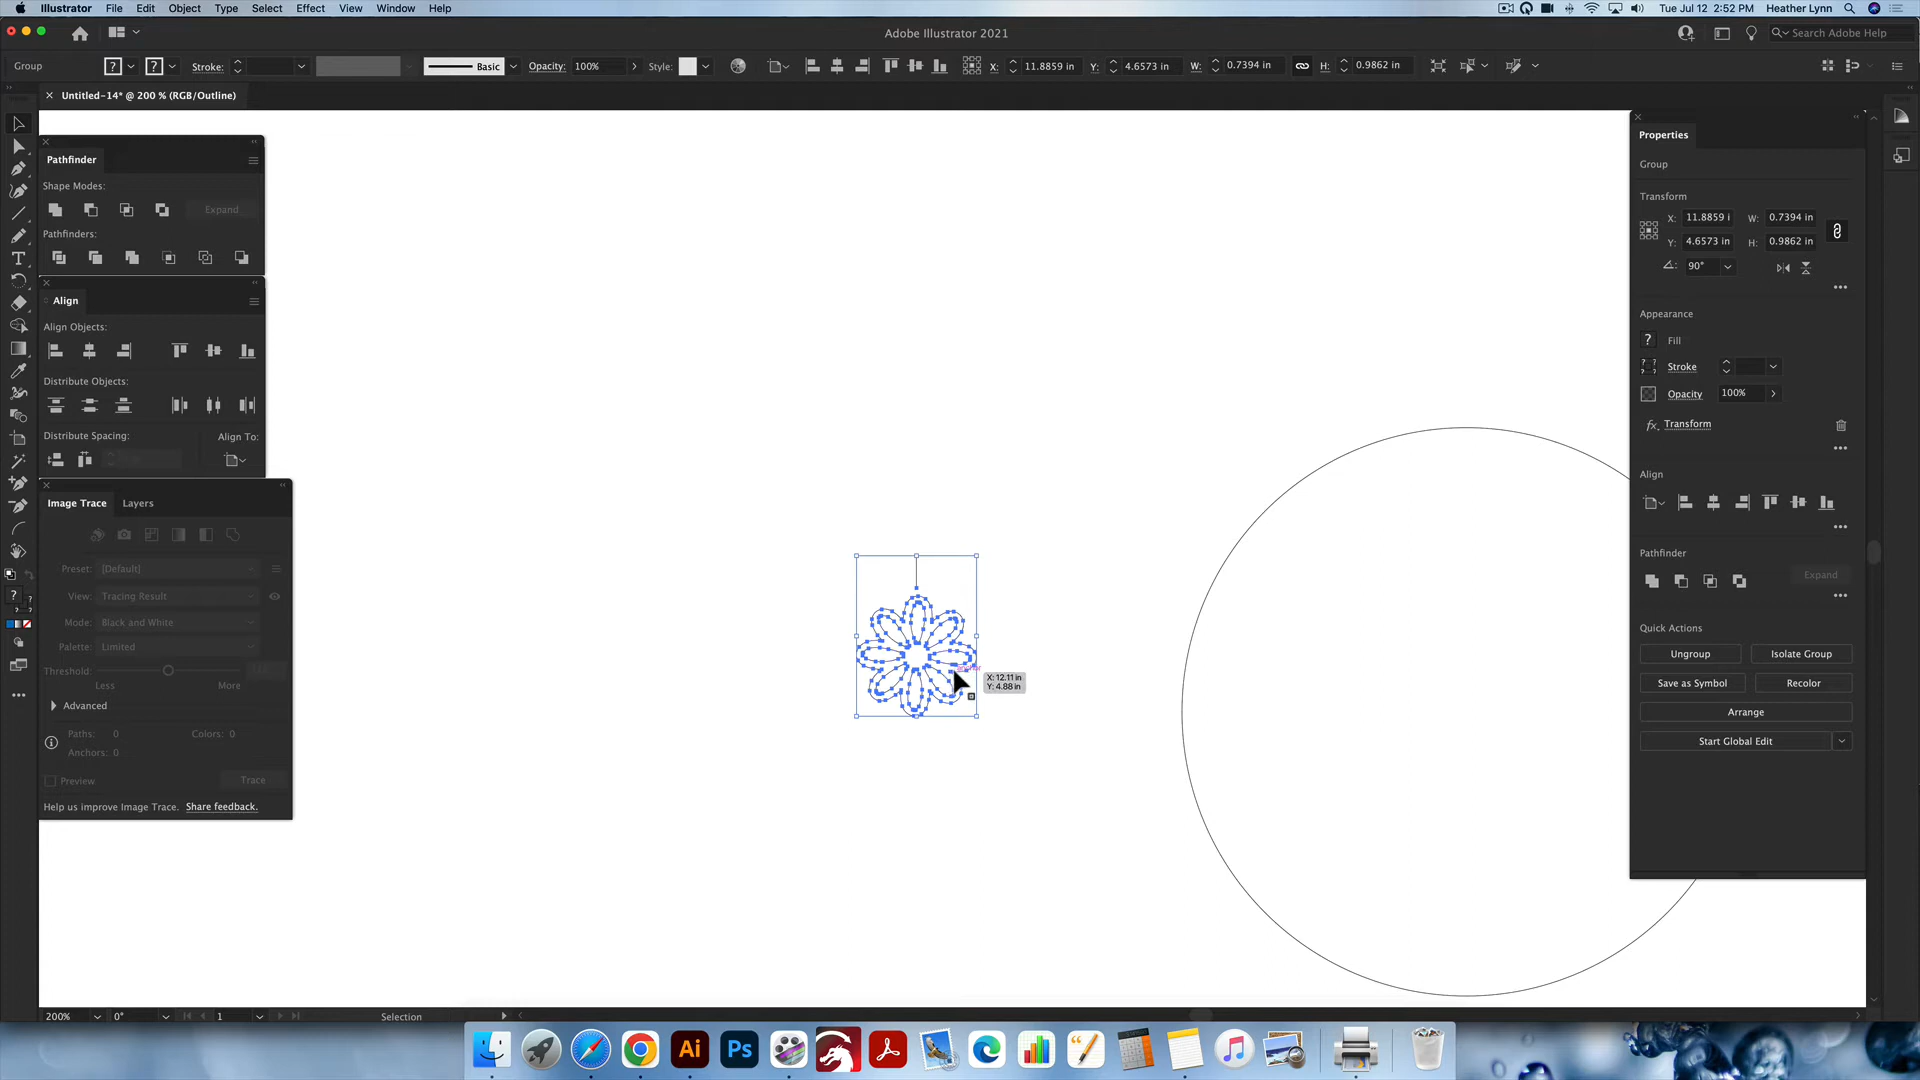 Illustrator File Edit Object Type Select Effect View Window Help
Tue Jul 12 2:52 PM Heather Lynn
Adobe Illustrator 2021
Search Adobe Help
Group
Stroke:
Basic
Opacity: 100%
Style:
X: 11.8859 in Y: 4.6573 in W: 0.7394 in H: 0.9862 in
Untitled-14* @ 200 % (RGB/Outline)
Pathfinder
Shape Modes:
Expand
Pathfinders:
Align
Align Objects:
Distribute Objects:
Distribute Spacing: Align To:
Image Trace Layers
Preset: [Default]
View: Tracing Result
Mode: Black and White
Palette: Limited
Threshold:
Less More
Advanced
Paths: 0 Colors: 0
Anchors: 0
Preview Trace
Help us improve Image Trace. Share feedback.
X: 12.11 in
Y: 4.88 in
Properties
Group
Transform
X: 11.8859 i W: 0.7394 in
Y: 4.6573 in H: 0.9862 in
90°
Appearance
? Fill
Stroke
Opacity 100%
fx. Transform
Align
Pathfinder
Expand
Quick Actions
Ungroup Isolate Group
Save as Symbol Recolor
Arrange
Start Global Edit
200% 0° 1 Selection
Ai Ps